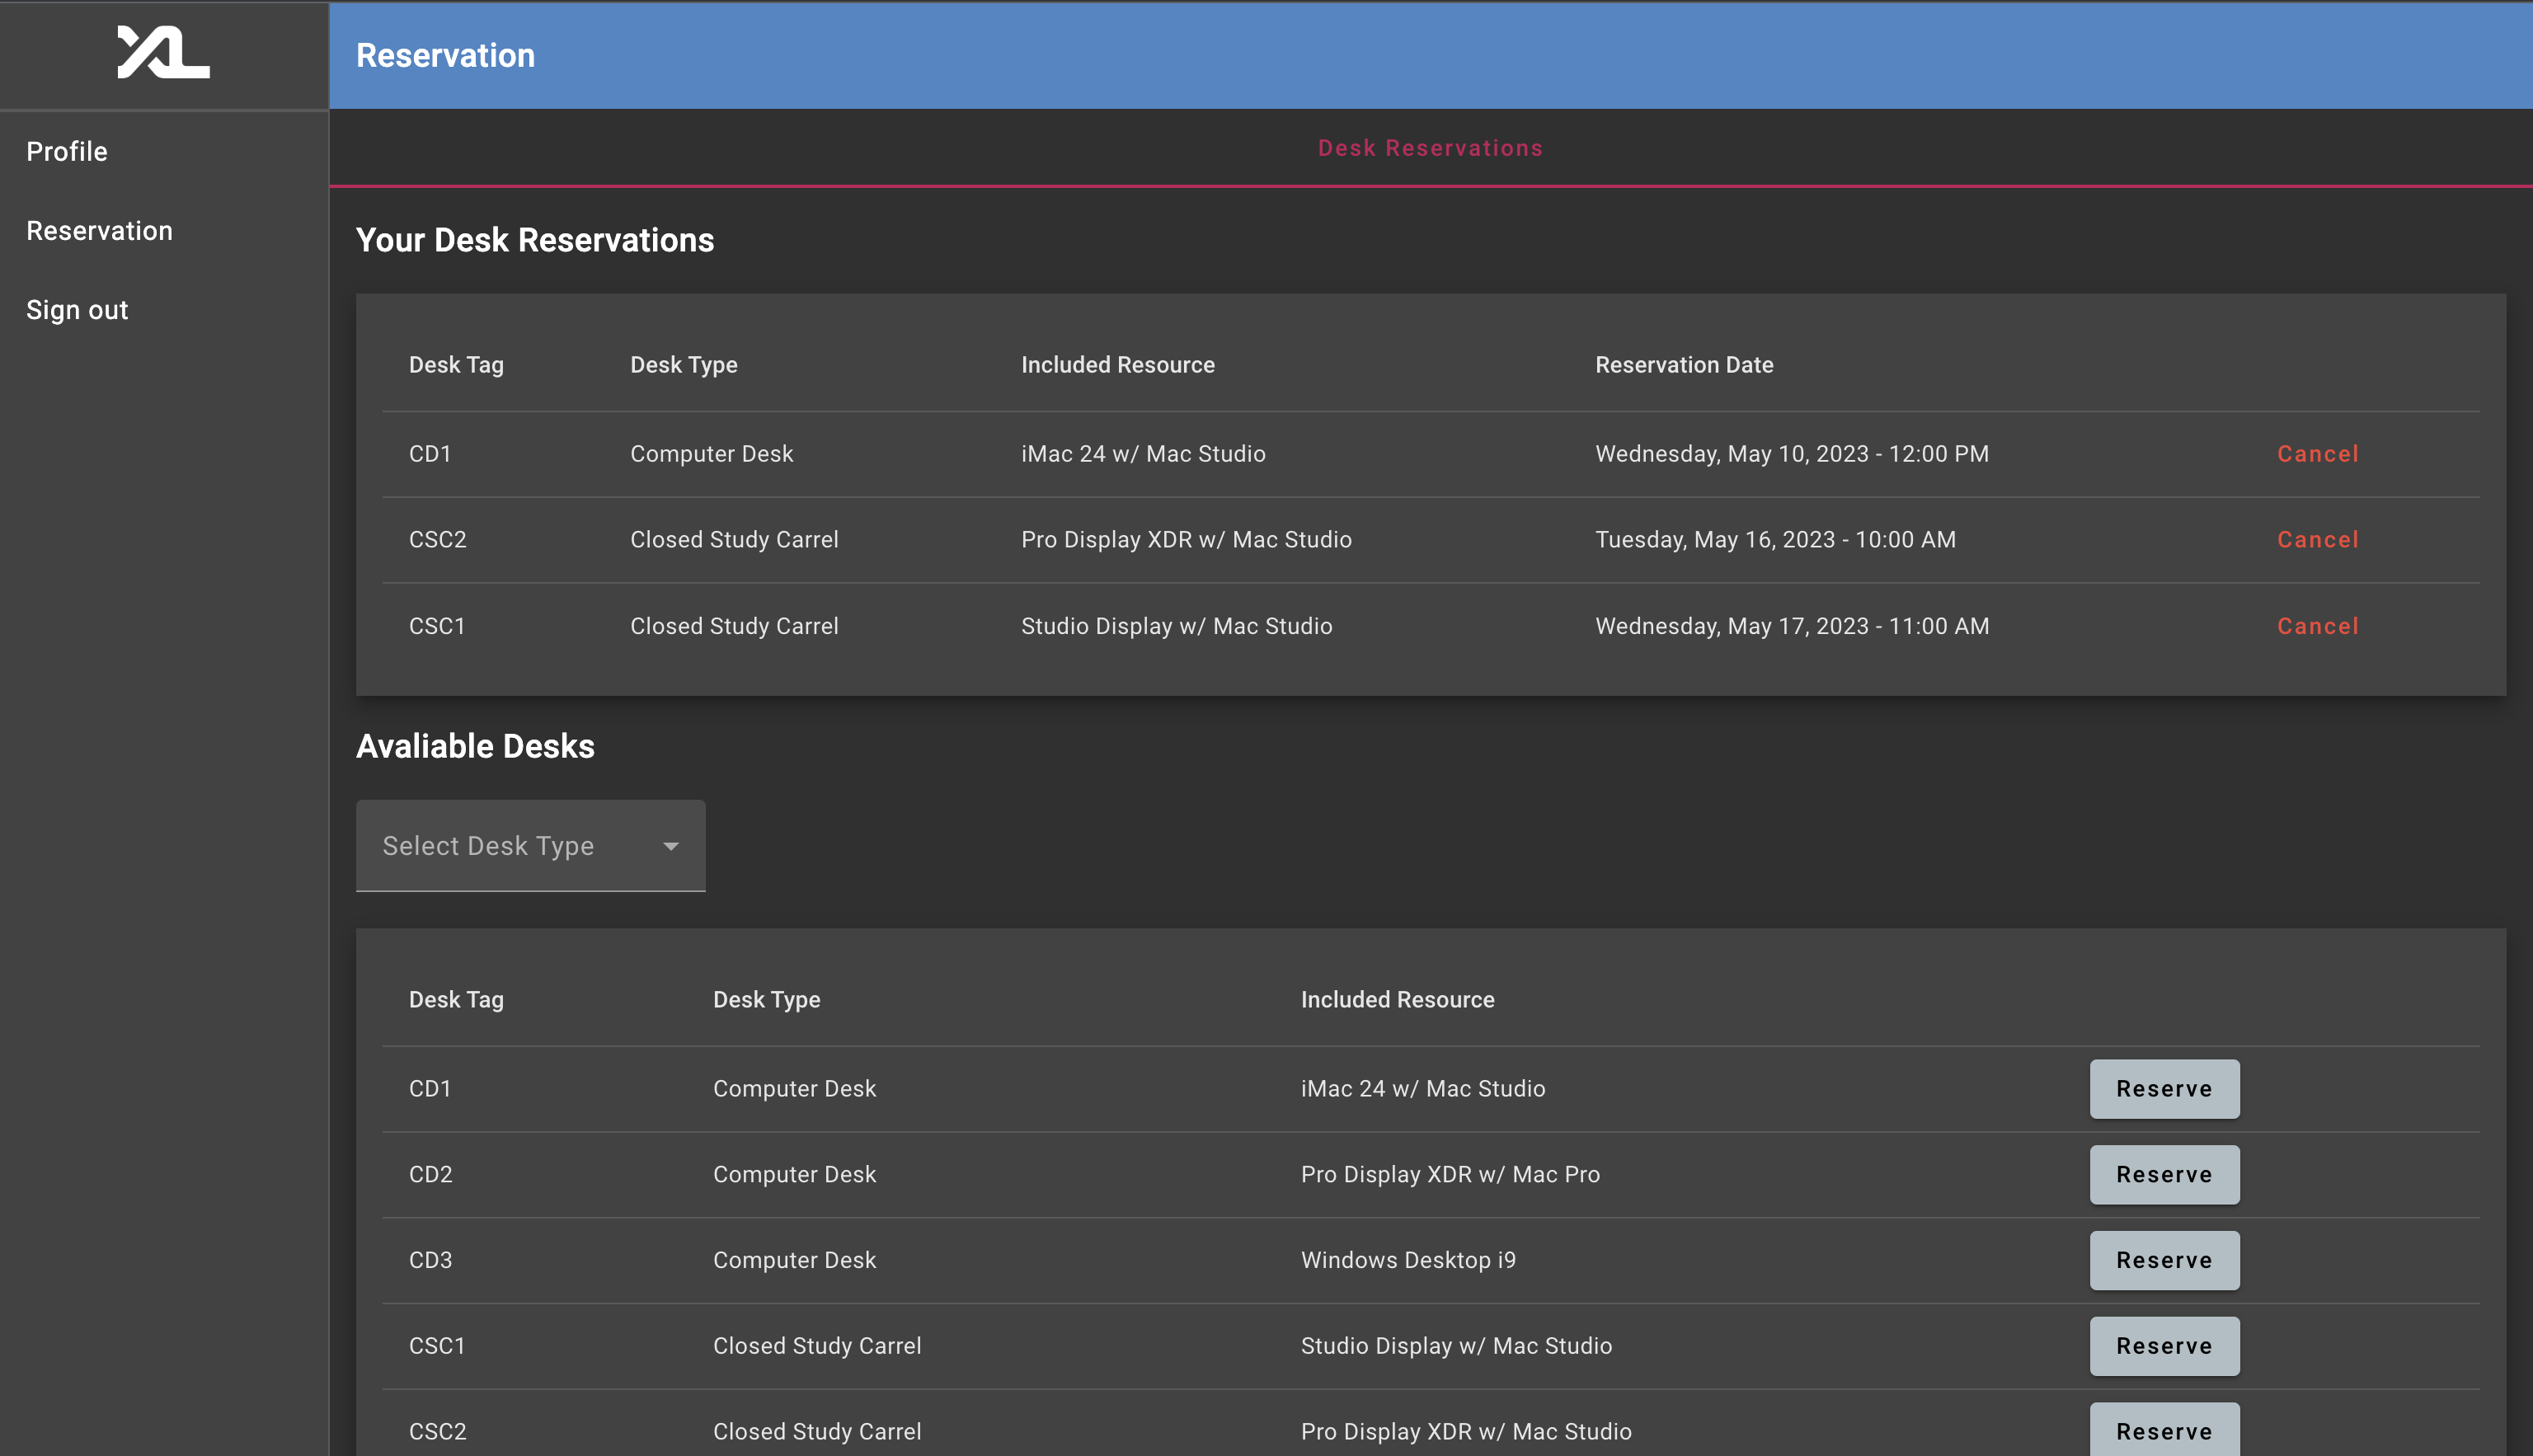 XL
Reservation
Profile
Reservation
Sign out
Desk Reservations
Your Desk Reservations
Desk Tag Desk Type Included Resource Reservation Date
CD1 Computer Desk iMac 24 w/ Mac Studio Wednesday, May 10, 2023 - 12:00 PM Cancel
CSC2 Closed Study Carrel Pro Display XDR w/ Mac Studio Tuesday, May 16, 2023 - 10:00 AM Cancel
CSC1 Closed Study Carrel Studio Display w/ Mac Studio Wednesday, May 17, 2023 - 11:00 AM Cancel
Avaliable Desks
Select Desk Type
Desk Tag Desk Type Included Resource
CD1 Computer Desk iMac 24 w/ Mac Studio Reserve
CD2 Computer Desk Pro Display XDR w/ Mac Pro Reserve
CD3 Computer Desk Windows Desktop i9 Reserve
CSC1 Closed Study Carrel Studio Display w/ Mac Studio Reserve
CSC2 Closed Study Carrel Pro Display XDR w/ Mac Studio Reserve